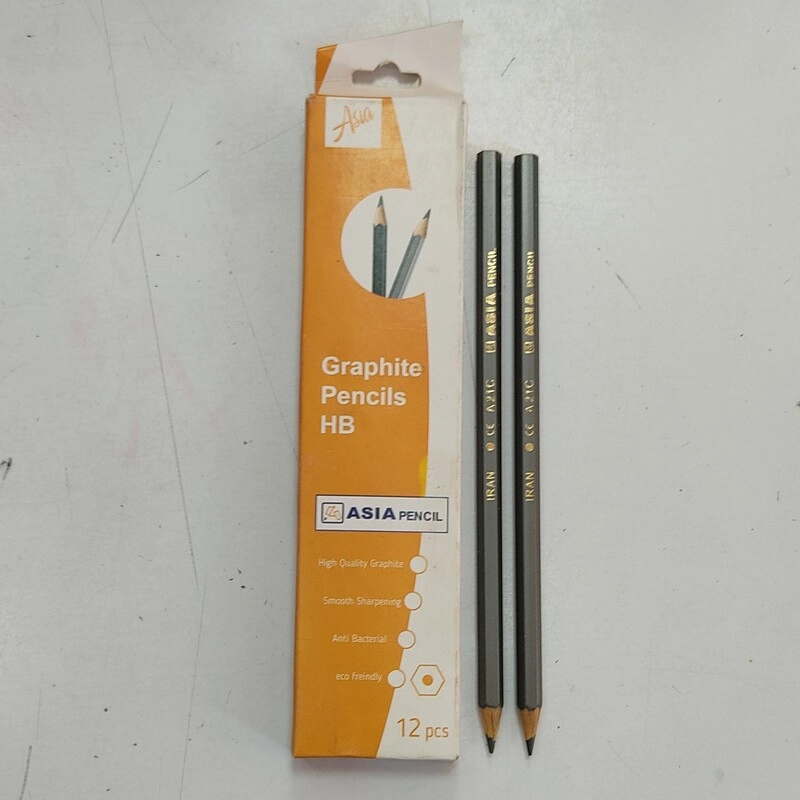 Asia
Graphite
Pencils
HB
ASIA PENCIL
High Quality Graphite
Smooth Sharpening
Anti Bacterial
eco freindly
12 pcs
IRAN CE A21C ASIA PENCIL
IRAN CE A21C ASIA PENCIL